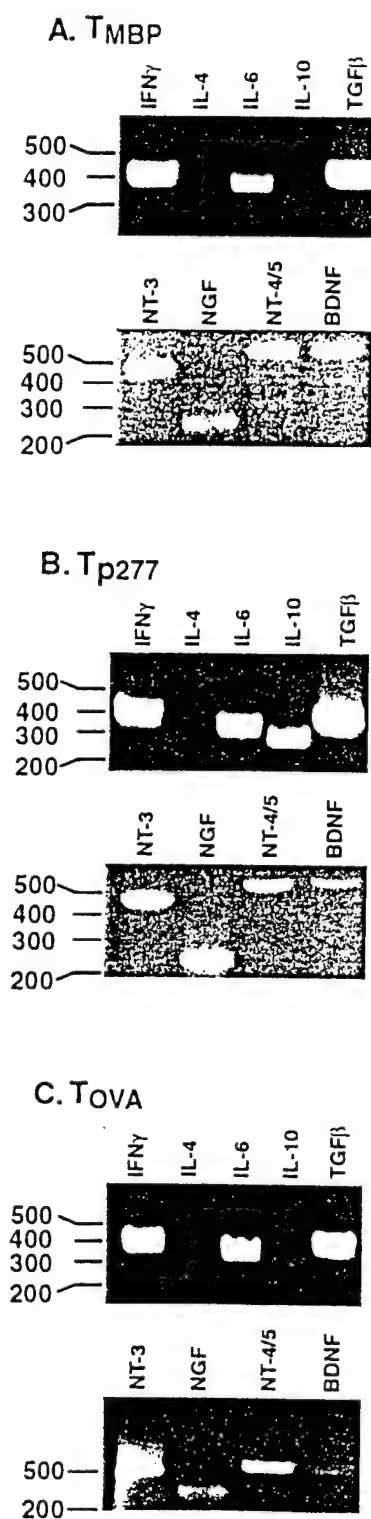 A. TMBP
IFNγ IL-4 IL-6 IL-10 TGFβ
500
400
300
NT-3 NGF NT-4/5 BDNF
500
400
300
200
B. Tp277
IFNγ IL-4 IL-6 IL-10 TGFβ
500
400
300
200
NT-3 NGF NT-4/5 BDNF
500
400
300
200
C. TOVA
IFNγ IL-4 IL-6 IL-10 TGFβ
500
400
300
200
NT-3 NGF NT-4/5 BDNF
500
200